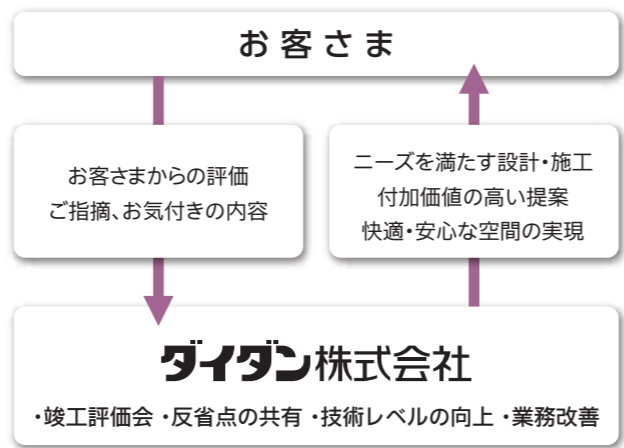 お客さま
お客さまからの評価
ご指摘、お気付きの内容
ニーズを満たす設計・施工
付加価値の高い提案
快適・安心な空間の実現
ダイダン株式会社
・竣工評価会 ・反省点の共有 ・技術レベルの向上 ・業務改善